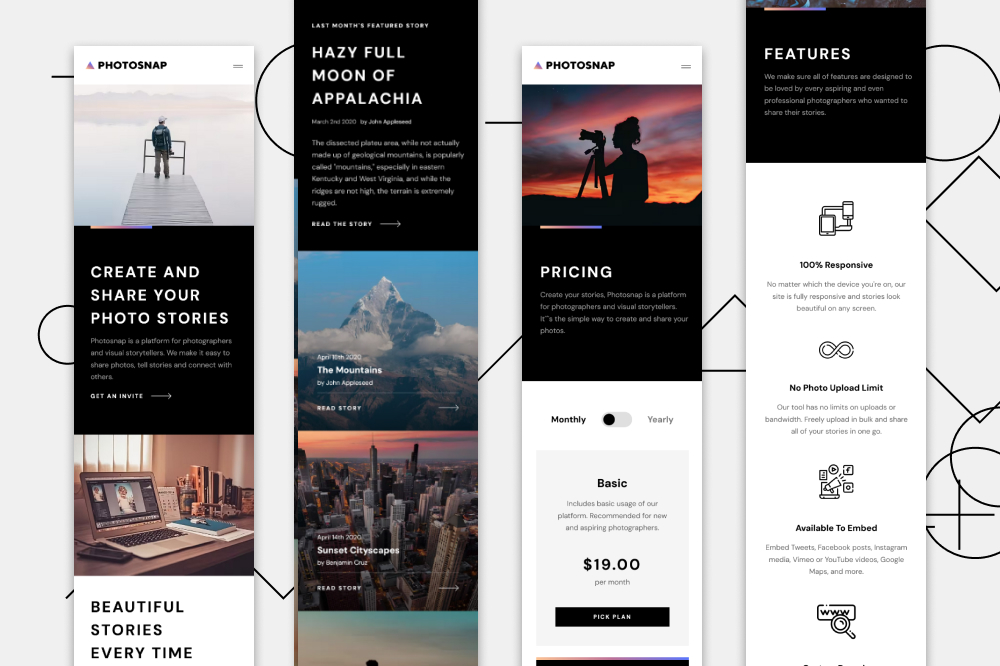 PHOTOSNAP
CREATE AND
SHARE YOUR
PHOTO STORIES
Photosnap is a platform for photographers
and visual storytellers. We make it easy to
share photos, tell stories and connect with
others.
GET AN INVITE
BEAUTIFUL
STORIES
EVERY TIME
LAST MONTH'S FEATURED STORY
HAZY FULL
MOON OF
APPALACHIA
March 2nd 2020 by John Appleseed
The dissected plateu area, while not actually
made up of geological mountains, is popularly
called "mountains," especially in eastern
Kentucky and West Virginia, and while the
ridges are not high, the terrain is extremely
rugged.
READ THE STORY
April 16th 2020
The Mountains
by John Appleseed
READ STORY
April 14th 2020
Sunset Cityscapes
by Benjamin Cruz
READ STORY
PHOTOSNAP
PRICING
Create your stories, Photosnap is a platform
for photographers and visual storytellers.
It's the simple way to create and share your
photos.
Monthly Yearly
Basic
Includes basic usage of our
platform. Recommended for new
and aspiring photographers.
$19.00
per month
PICK PLAN
FEATURES
We make sure all of features are designed to
be loved by every aspiring and even
professional photographers who wanted to
share their stories.
100% Responsive
No matter which the device you're on, our
site is fully responsive and stories look
beautiful on any screen.
No Photo Upload Limit
Our tool has no limits on uploads or
bandwidth. Freely upload in bulk and share
all of your stories in one go.
Available To Embed
Embed Tweets, Facebook posts, Instagram
media, Vimeo or YouTube videos, Google
Maps, and more.
WWW